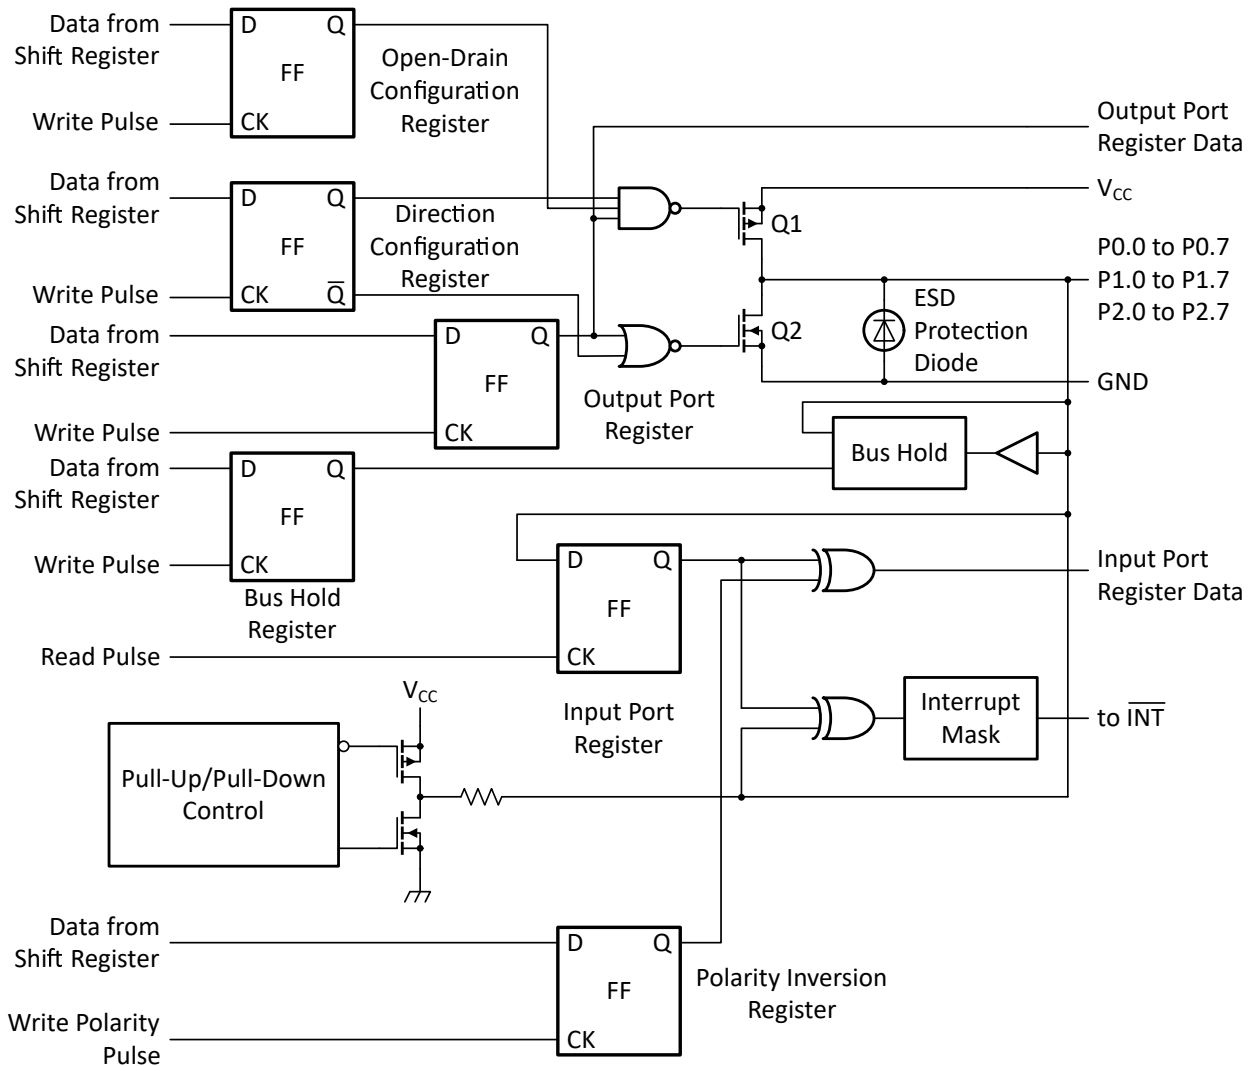 Data from
Shift Register
D
Q
FF
Write Pulse
CK
Open-Drain
Configuration
Register
Output Port
Register Data
Data from
Shift Register
D
Q
FF
Write Pulse
CK
Q
Direction
Configuration
Register
VCC
Q1
P0.0 to P0.7
P1.0 to P1.7
P2.0 to P2.7
ESD
Protection
Diode
Q2
GND
Data from
Shift Register
D
Q
FF
Write Pulse
CK
Output Port
Register
Data from
Shift Register
D
Q
FF
Write Pulse
CK
Bus Hold
Register
Bus Hold
D
Q
FF
Read Pulse
CK
Input Port
Register
Input Port
Register Data
VCC
Pull-Up/Pull-Down
Control
Interrupt
Mask
to INT
Data from
Shift Register
D
Q
FF
Write Polarity
Pulse
CK
Polarity Inversion
Register